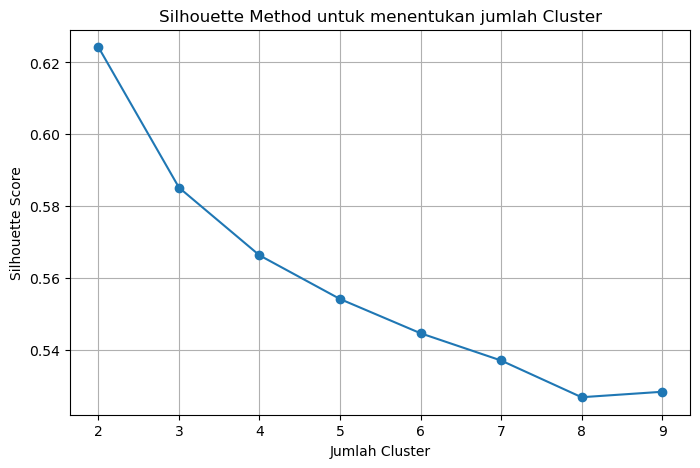 Silhouette Method untuk menentukan jumlah Cluster
Silhouette Score
0.62
0.60
0.58
0.56
0.54
2 3 4 5 6 7 8 9
Jumlah Cluster